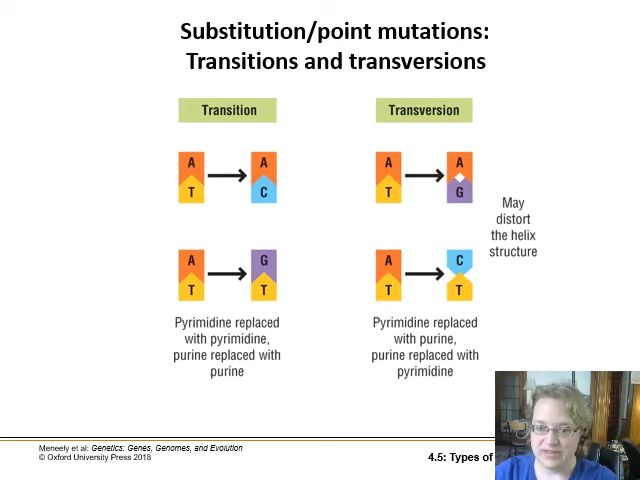 Substitution/point mutations:
Transitions and transversions
Transition
Transversion
A
A
A
A
T
C
T
G
May
distort
the helix
structure
A
G
A
C
T
T
T
T
Pyrimidine replaced
with pyrimidine,
purine replaced with
purine
Pyrimidine replaced
with purine,
purine replaced with
pyrimidine
Meneely et al: Genetics: Genes, Genomes, and Evolution
© Oxford University Press 2018
4.5: Types of